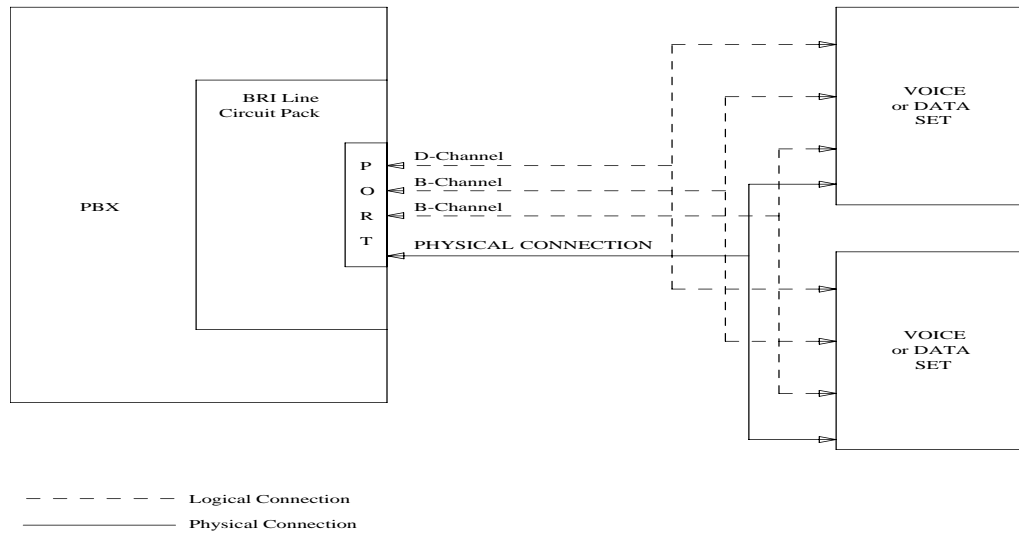 BRI Line
Circuit Pack
PBX
P
O
R
T
D-Channel
B-Channel
B-Channel
PHYSICAL CONNECTION
VOICE
or DATA
SET
VOICE
or DATA
SET
Logical Connection
Physical Connection